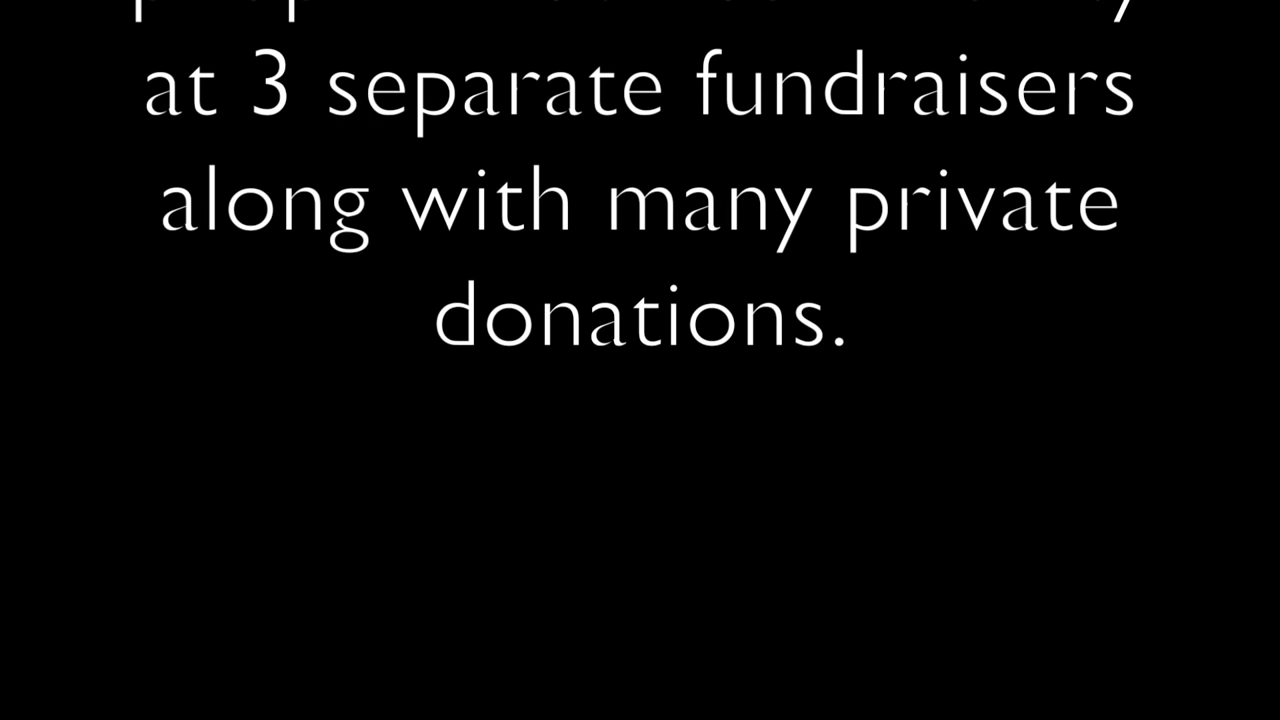 at 3 separate fundraisers
along with many private
donations.